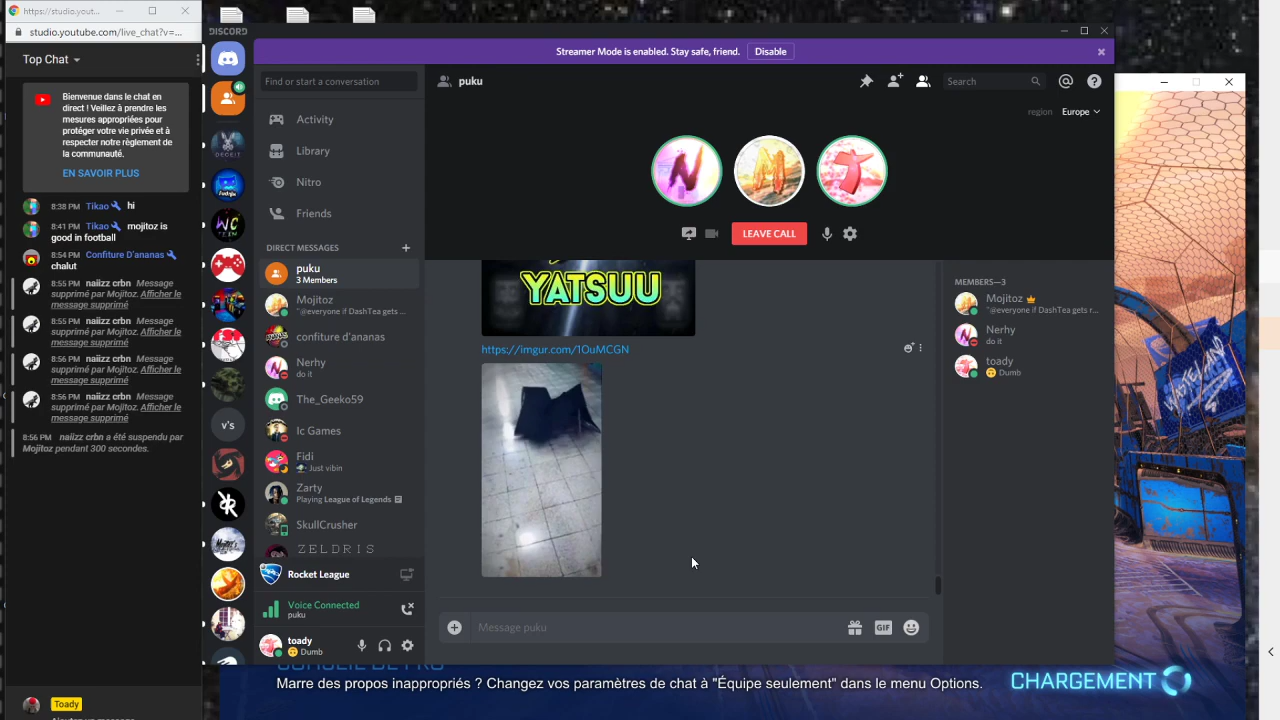 https://studio.yout...
studio.youtube.com/live_chat?v=...
Top Chat
Bienvenue dans le chat en
direct ! Veillez à prendre les
mesures appropriées pour
protéger votre vie privée et à
respecter notre règlement de
la communauté.
EN SAVOIR PLUS
8:38 PM Tikao hi
8:41 PM Tikao mojitoz is
good in football
8:54 PM Confiture D'ananas
chalut
8:55 PM naiizz crbn Message
supprimé par Mojitoz. Afficher le
message supprimé
8:55 PM naiizz crbn Message
supprimé par Mojitoz. Afficher le
message supprimé
8:56 PM naiizz crbn Message
supprimé par Mojitoz. Afficher le
message supprimé
8:56 PM naiizz crbn Message
supprimé par Mojitoz. Afficher le
message supprimé
8:56 PM naiizz crbn a été suspendu par
Mojitoz pendant 300 secondes.
Toady
DISCORD
WC
v's
Streamer Mode is enabled. Stay safe, friend. Disable
Find or start a conversation
Activity
Library
Nitro
Friends
DIRECT MESSAGES
puku
3 Members
Mojitoz
"@everyone if DashTea gets ...
confiture d'ananas
Nerhy
do it
The_Geeko59
Ic Games
Fidi
Just vibin
Zarty
Playing League of Legends
SkullCrusher
ZELDRIS
Rocket League
Voice Connected
puku
toady
Dumb
puku
Search
region Europe
N M T
LEAVE CALL
YATSUU
https://imgur.com/1OuMCGN
Message puku
GIF
MEMBERS—3
Mojitoz
"@everyone if DashTea gets r...
Nerhy
do it
toady
Dumb
WASTELAND
CONSEIL DE PRO
Marre des propos inappropriés ? Changez vos paramètres de chat à "Équipe seulement" dans le menu Options.
CHARGEMENT